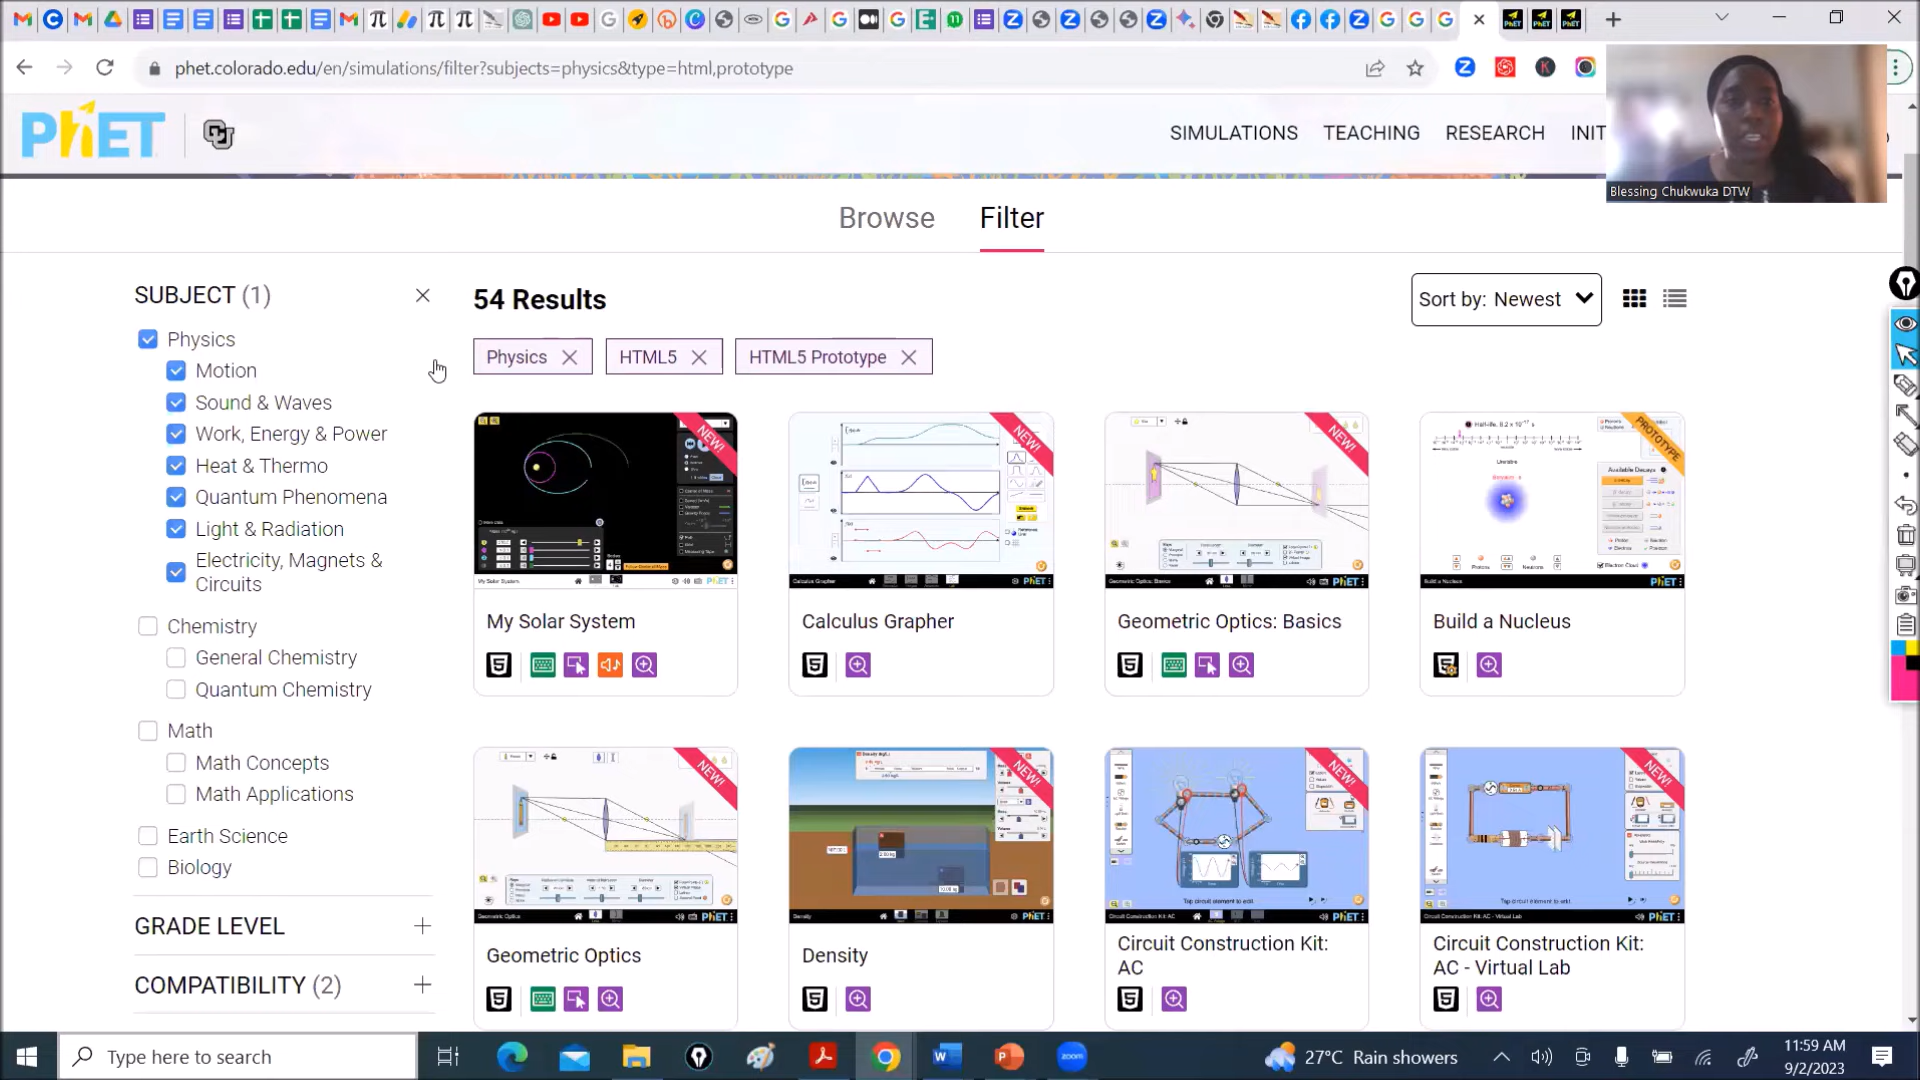 phet.colorado.edu/en/simulations/filter?subjects=physics&type=html,prototype
PhET
SIMULATIONS TEACHING RESEARCH INIT
Blessing Chukwuka DTW
Browse Filter
SUBJECT (1)
Physics
Motion
Sound & Waves
Work, Energy & Power
Heat & Thermo
Quantum Phenomena
Light & Radiation
Electricity, Magnets &
Circuits
Chemistry
General Chemistry
Quantum Chemistry
Math
Math Concepts
Math Applications
Earth Science
Biology
GRADE LEVEL
COMPATIBILITY (2)
54 Results
Sort by: Newest
Physics HTML5 HTML5 Prototype
NEW! NEW! NEW! PROTOTYPE
My Solar System Calculus Grapher Geometric Optics: Basics Build a Nucleus
NEW! NEW! NEW! NEW!
Geometric Optics
Density
Circuit Construction Kit:
AC
Circuit Construction Kit:
AC - Virtual Lab
Type here to search
zoom
27°C Rain showers
11:59 AM
9/2/2023